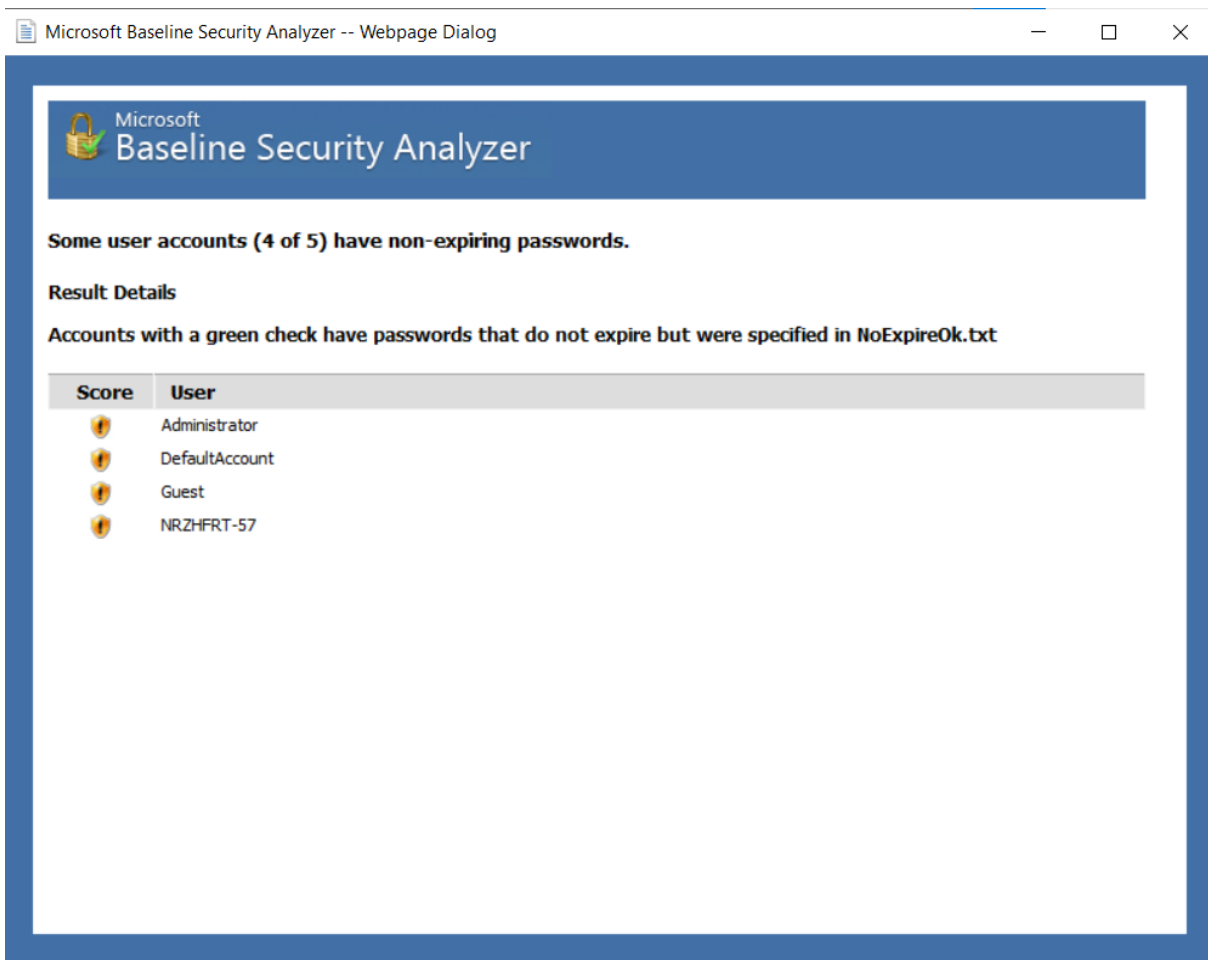 Microsoft Baseline Security Analyzer -- Webpage Dialog
Microsoft
Baseline Security Analyzer
Some user accounts (4 of 5) have non-expiring passwords.
Result Details
Accounts with a green check have passwords that do not expire but were specified in NoExpireOk.txt
Score User
Administrator
DefaultAccount
Guest
NRZHFRT-57